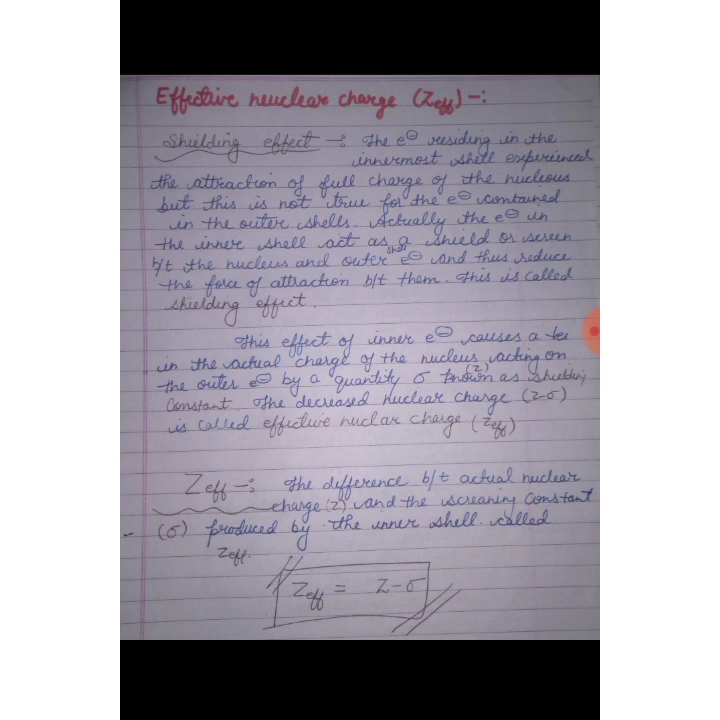 Effective neuclear charge (Zeff) -:
Shielding effect -: The e⊖ residing in the
innermost shell experienced
the attraction of full charge of the nucleous
but this is not true for the e⊖ contained
in the outer shells. Actually the e⊖ in
the inner shell act as a shield or screen
b/t the nucleus and outer shell e⊖ and thus reduce
the force of attraction b/t them. This is called
shielding effect.
This effect of inner e⊖ causes a
in the actual charge of the nucleus acting on
the outer e⊖ by a quantity σ (Z) known as shielding
Constant. The decreased nuclear charge (Z-σ)
is called effective nuclar charge (Zeff)
Zeff -: The difference b/t actual nuclear
charge (Z) and the screaning Constant
(σ) produced by the inner shell called
Zeff.
Zeff = Z-σ